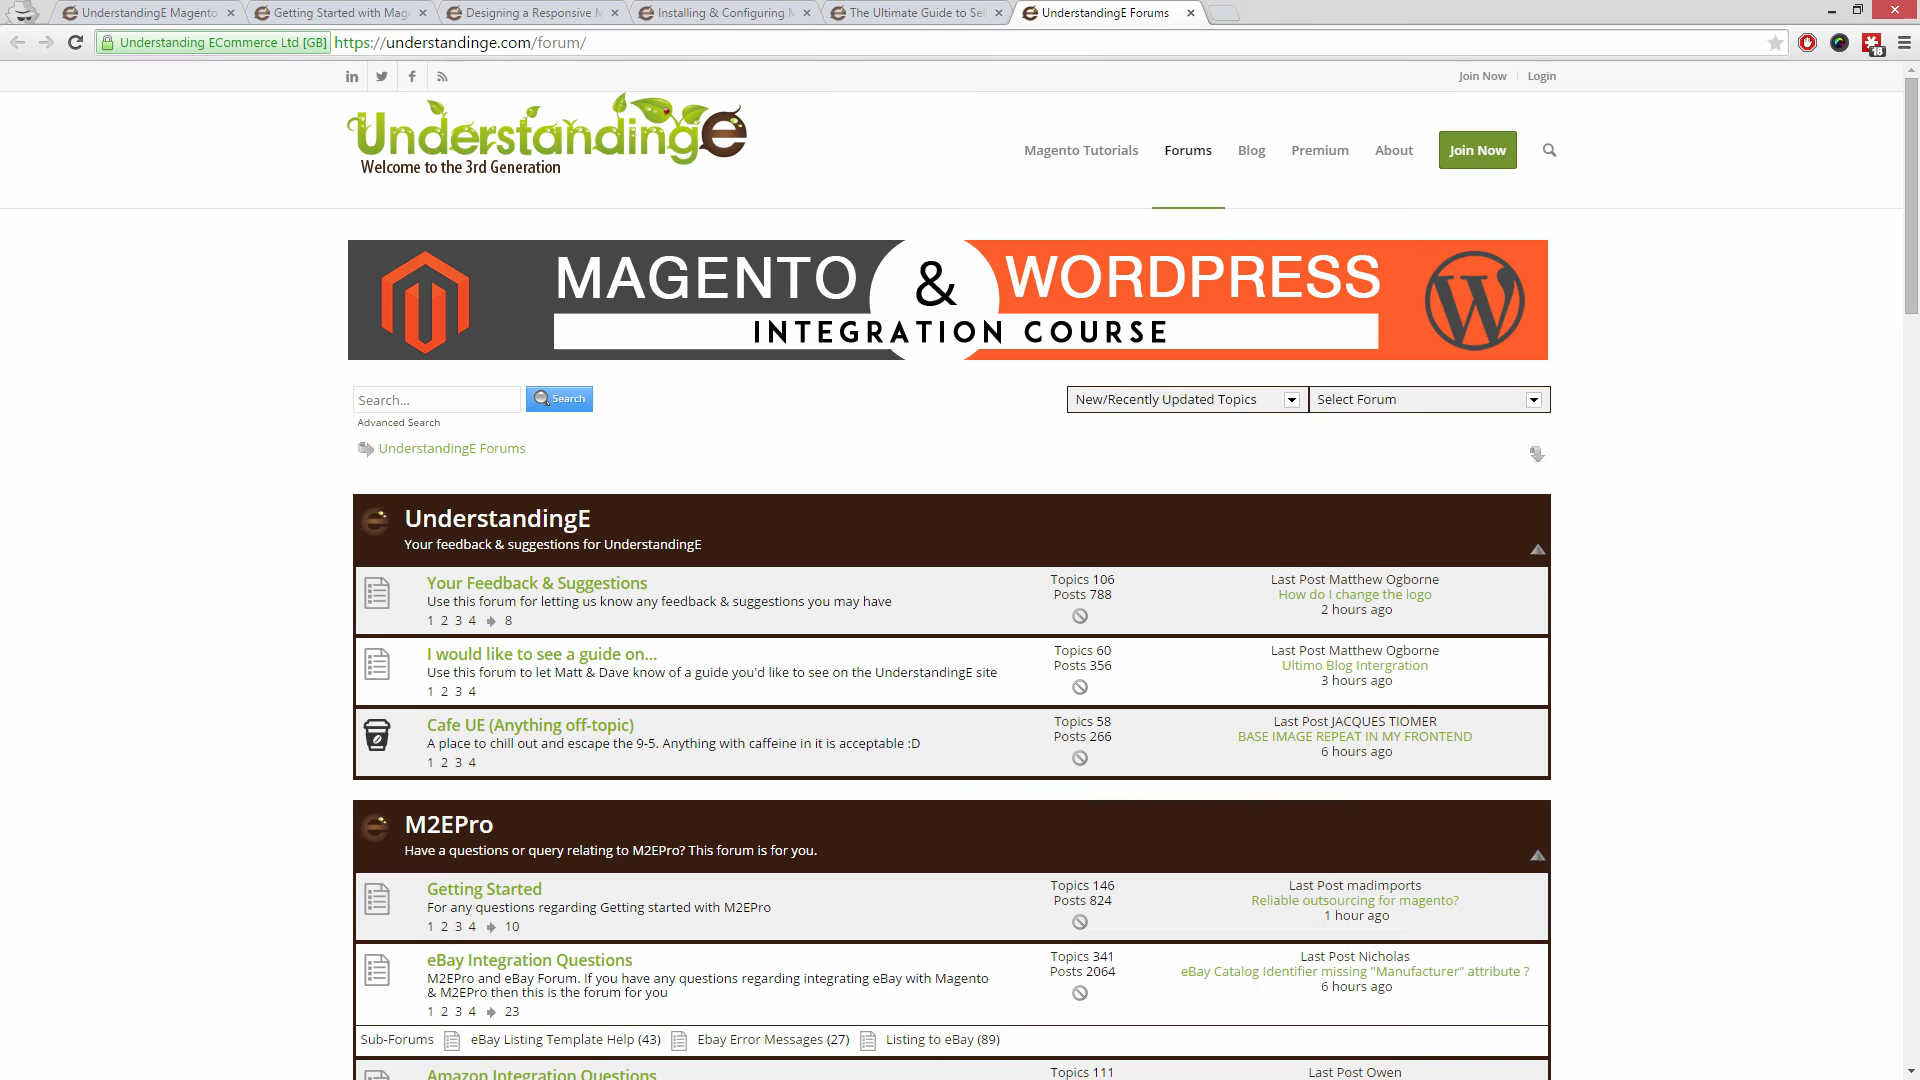 UnderstandingE Magento
Getting Started with Mag
Designing a Responsive M
Installing & Configuring M
The Ultimate Guide to Sel
UnderstandingE Forums
Understanding ECommerce Ltd [GB]
https://understandinge.com/forum/
18
Join Now
Login
UnderstandingE
Welcome to the 3rd Generation
Magento Tutorials
Forums
Blog
Premium
About
Join Now
MAGENTO & WORDPRESS
INTEGRATION COURSE
Search...
Search
New/Recently Updated Topics
Select Forum
Advanced Search
UnderstandingE Forums
UnderstandingE
Your feedback & suggestions for UnderstandingE
Your Feedback & Suggestions
Use this forum for letting us know any feedback & suggestions you may have
1 2 3 4 8
Topics 106
Posts 788
Last Post Matthew Ogborne
How do I change the logo
2 hours ago
I would like to see a guide on...
Use this forum to let Matt & Dave know of a guide you'd like to see on the UnderstandingE site
1 2 3 4
Topics 60
Posts 356
Last Post Matthew Ogborne
Ultimo Blog Intergration
3 hours ago
Cafe UE (Anything off-topic)
A place to chill out and escape the 9-5. Anything with caffeine in it is acceptable :D
1 2 3 4
Topics 58
Posts 266
Last Post JACQUES TIOMER
BASE IMAGE REPEAT IN MY FRONTEND
6 hours ago
M2EPro
Have a questions or query relating to M2EPro? This forum is for you.
Getting Started
For any questions regarding Getting started with M2EPro
1 2 3 4 10
Topics 146
Posts 824
Last Post madimports
Reliable outsourcing for magento?
1 hour ago
eBay Integration Questions
M2EPro and eBay Forum. If you have any questions regarding integrating eBay with Magento
& M2EPro then this is the forum for you
1 2 3 4 23
Topics 341
Posts 2064
Last Post Nicholas
eBay Catalog Identifier missing "Manufacturer" attribute ?
6 hours ago
Sub-Forums
eBay Listing Template Help (43)
Ebay Error Messages (27)
Listing to eBay (89)
Amazon Integration Questions
Topics 111
Last Post Owen